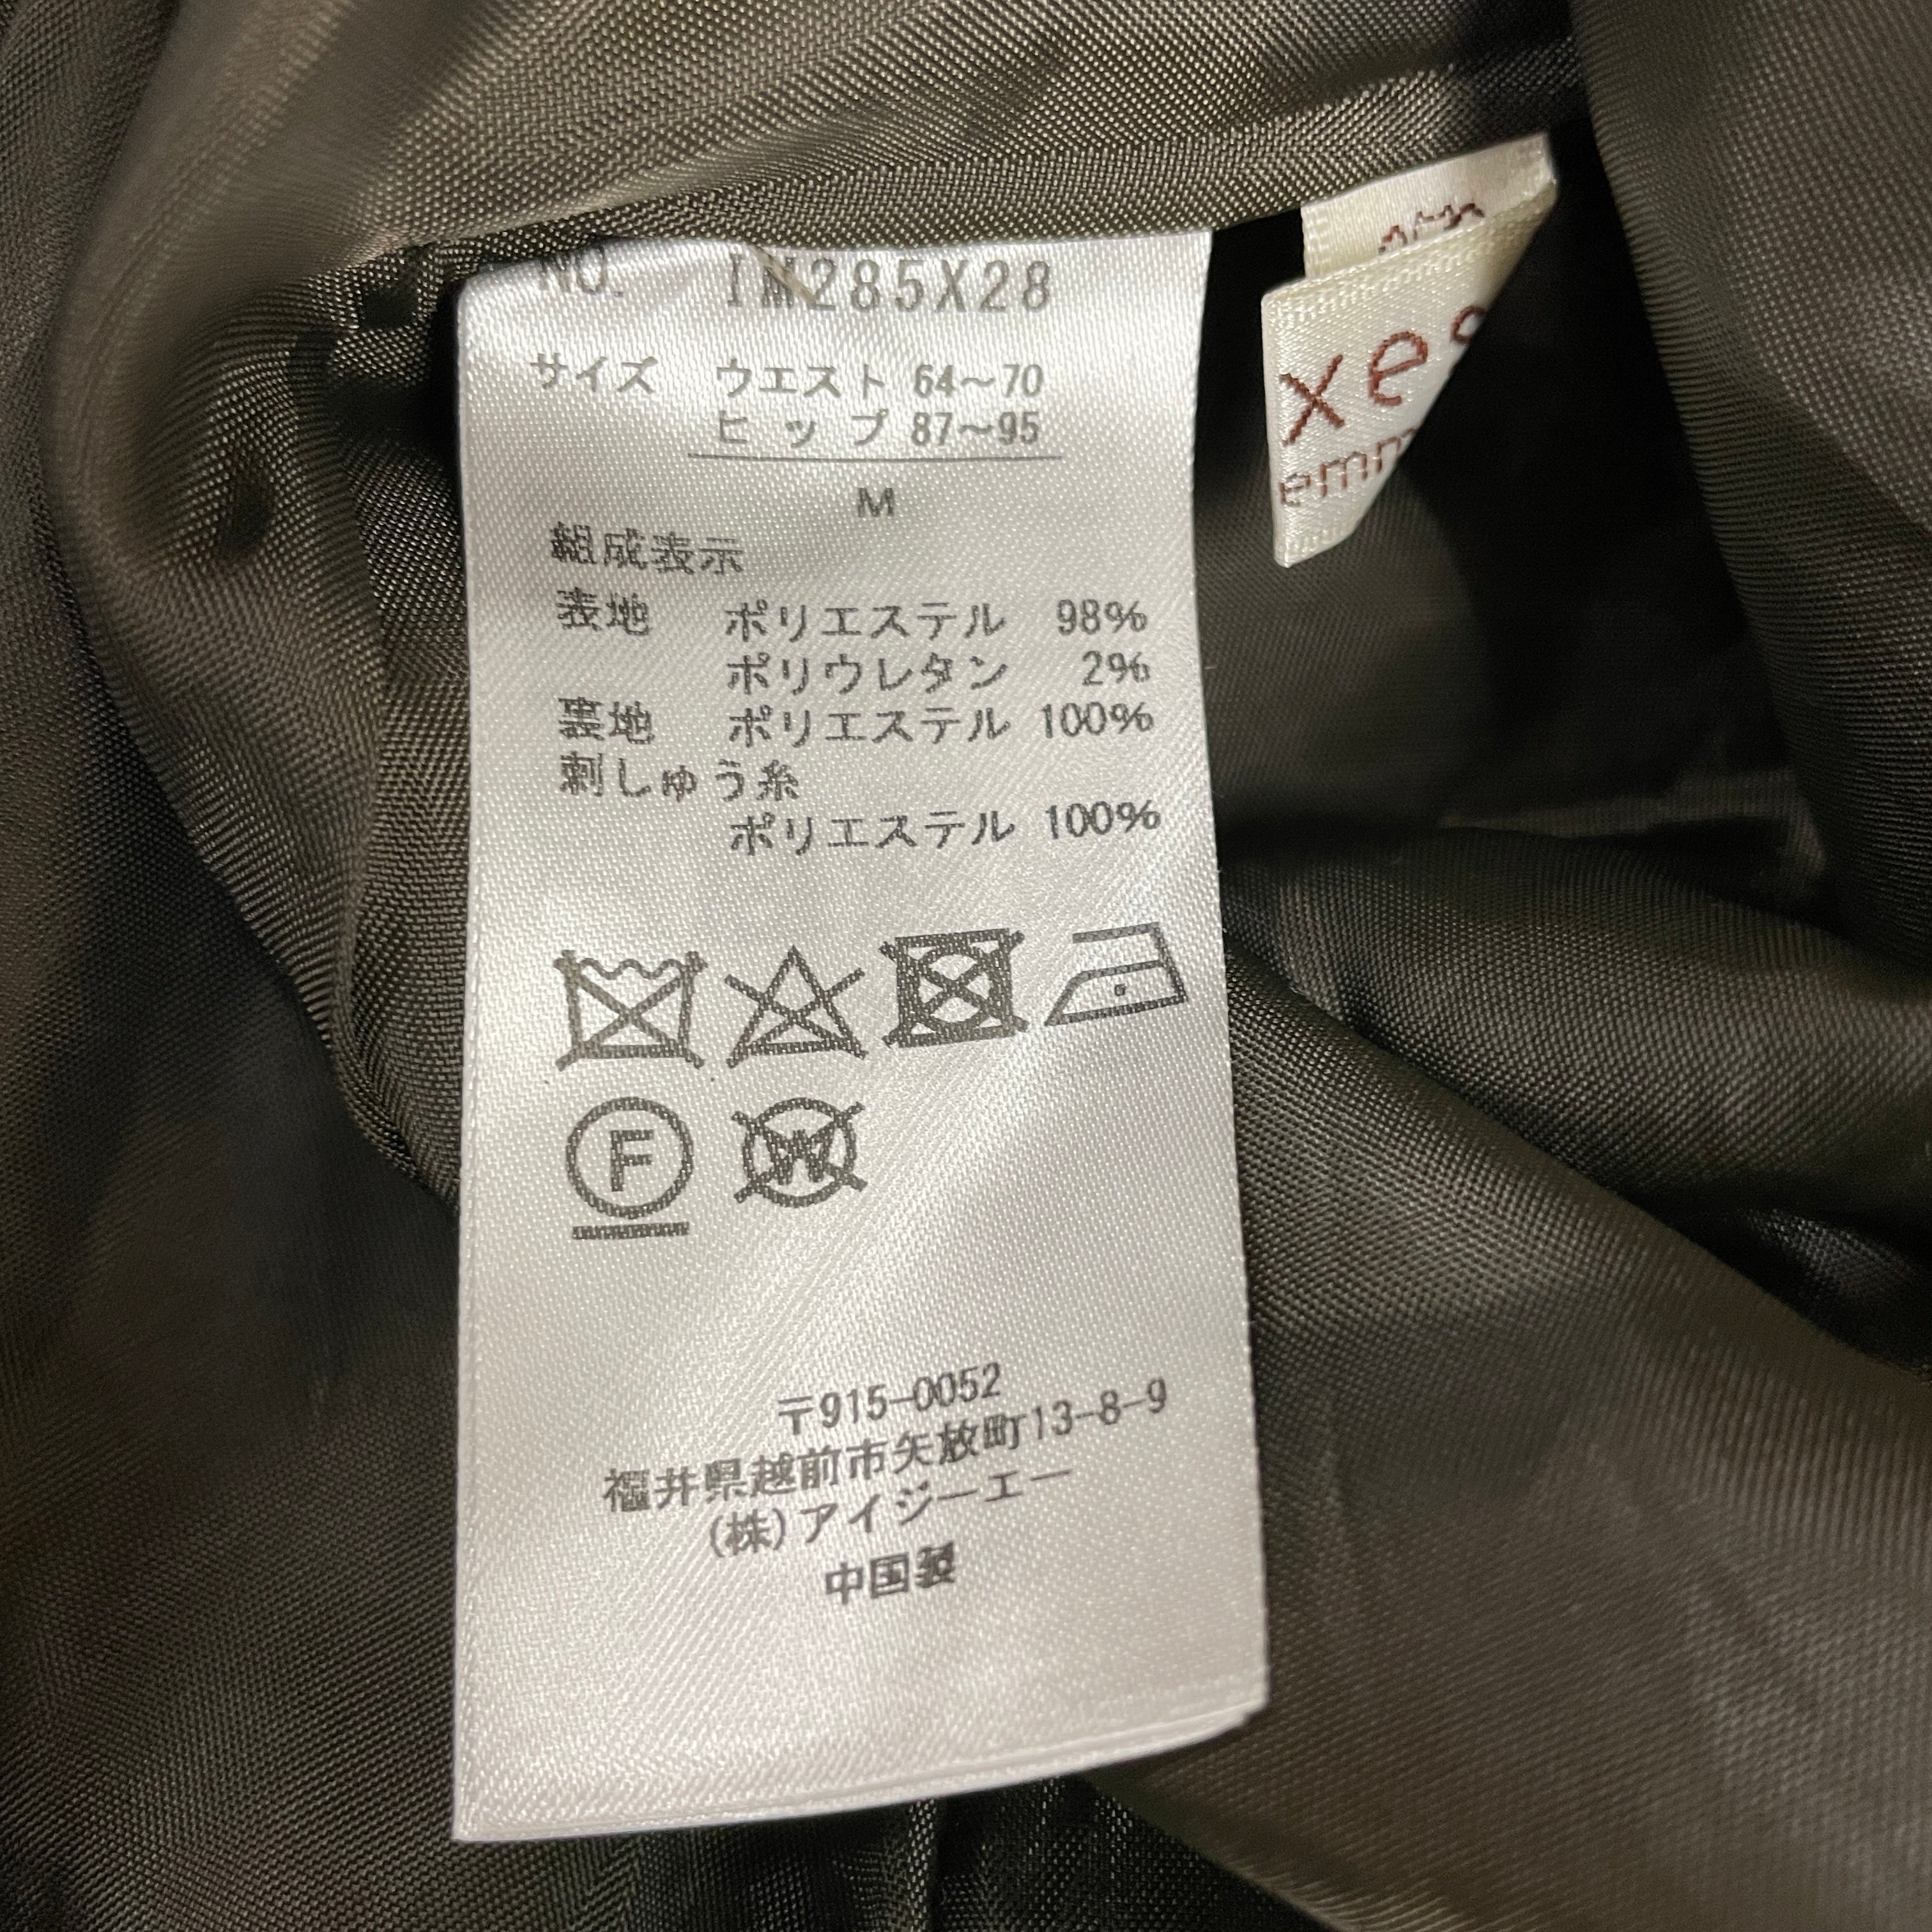 NO. IM285X28
サイズ ウエスト 64〜70
ヒップ 87〜95
M
組成表示
表地 ポリエステル 98%
ポリウレタン 2%
裏地 ポリエステル 100%
刺しゅう糸
ポリエステル 100%
F
W
〒915-0052
福井県越前市矢放町13-8-9
(株)アイジーエー
中国製
xe
em